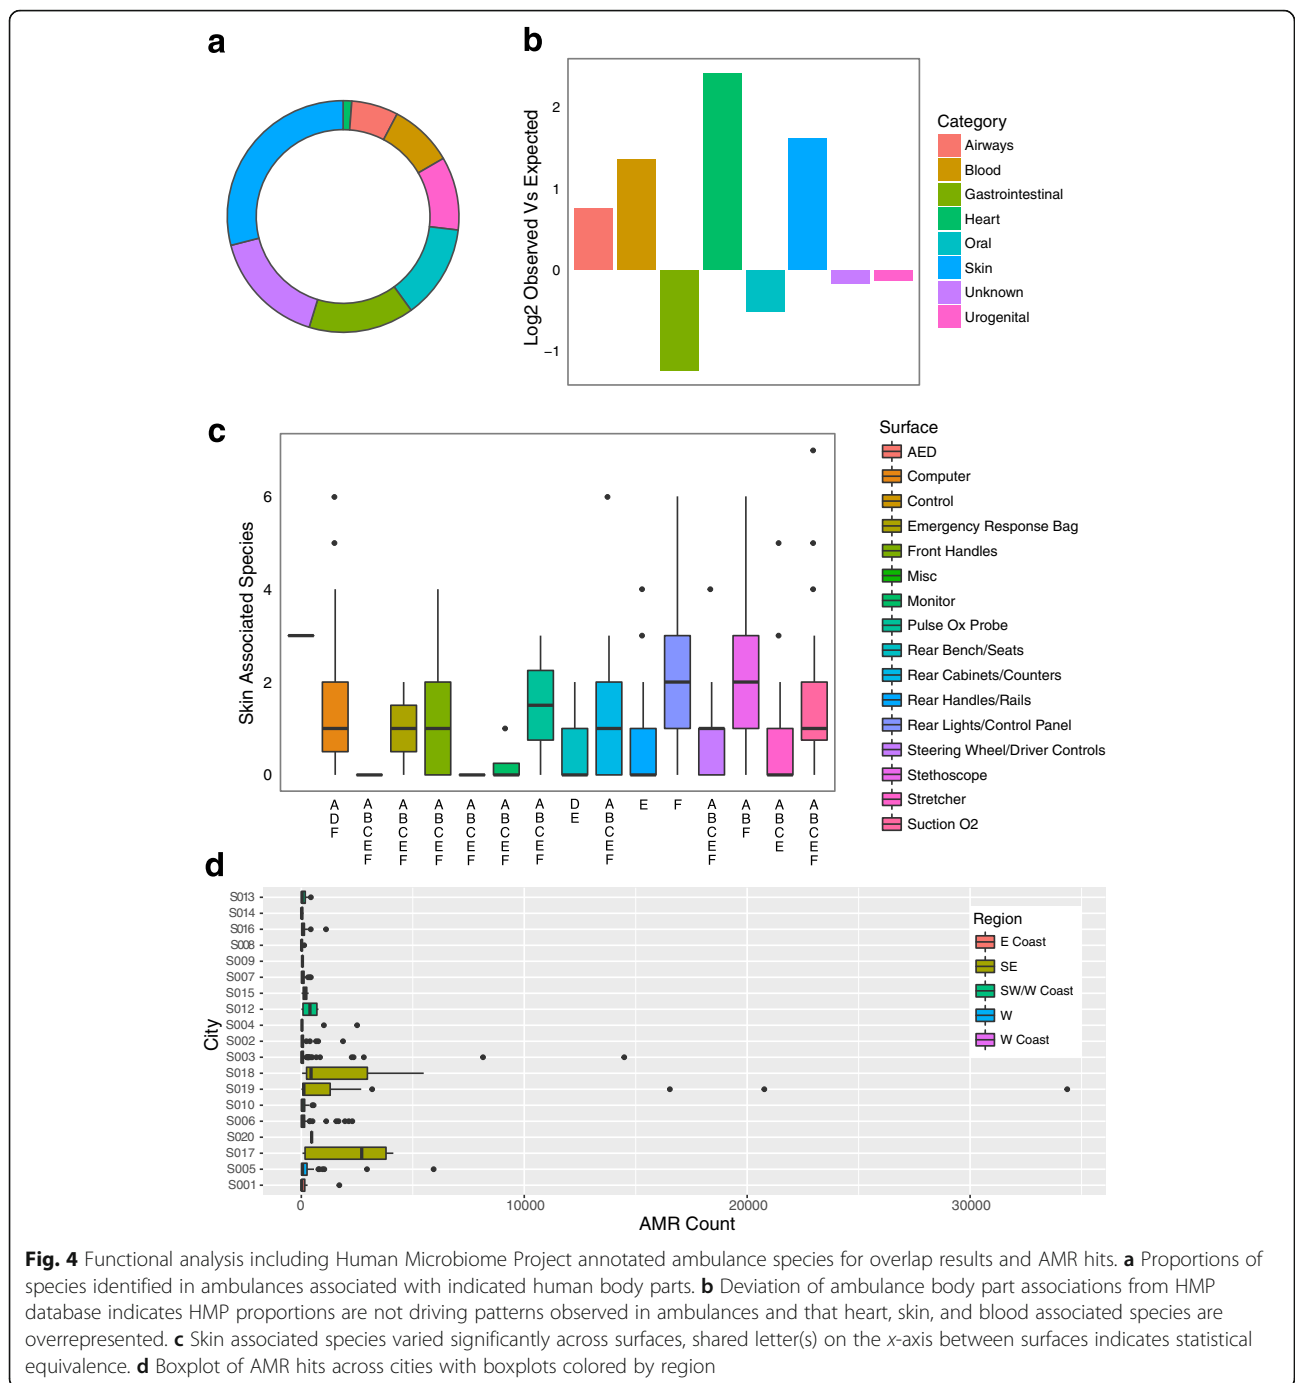 a
b
Log2 Observed Vs Expected
2
1
0
−1
Category
Airways
Blood
Gastrointestinal
Heart
Oral
Skin
Unknown
Urogenital
c
Skin Associated Species
6
4
2
0
A D F
A B C E F
A B C E F
A B C E F
A B C E F
A B C E F
A B C E F
D E
A B C E F
E
F
A B C E F
A B F
A B C E
A B C E F
Surface
AED
Computer
Control
Emergency Response Bag
Front Handles
Misc
Monitor
Pulse Ox Probe
Rear Bench/Seats
Rear Cabinets/Counters
Rear Handles/Rails
Rear Lights/Control Panel
Steering Wheel/Driver Controls
Stethoscope
Stretcher
Suction O2
d
City
S013
S014
S016
S008
S009
S007
S015
S012
S004
S002
S003
S018
S019
S010
S006
S020
S017
S005
S001
0
10000
20000
30000
AMR Count
Region
E Coast
SE
SW/W Coast
W
W Coast
Fig. 4 Functional analysis including Human Microbiome Project annotated ambulance species for overlap results and AMR hits. a Proportions of
species identified in ambulances associated with indicated human body parts. b Deviation of ambulance body part associations from HMP
database indicates HMP proportions are not driving patterns observed in ambulances and that heart, skin, and blood associated species are
overrepresented. c Skin associated species varied significantly across surfaces, shared letter(s) on the x-axis between surfaces indicates statistical
equivalence. d Boxplot of AMR hits across cities with boxplots colored by region